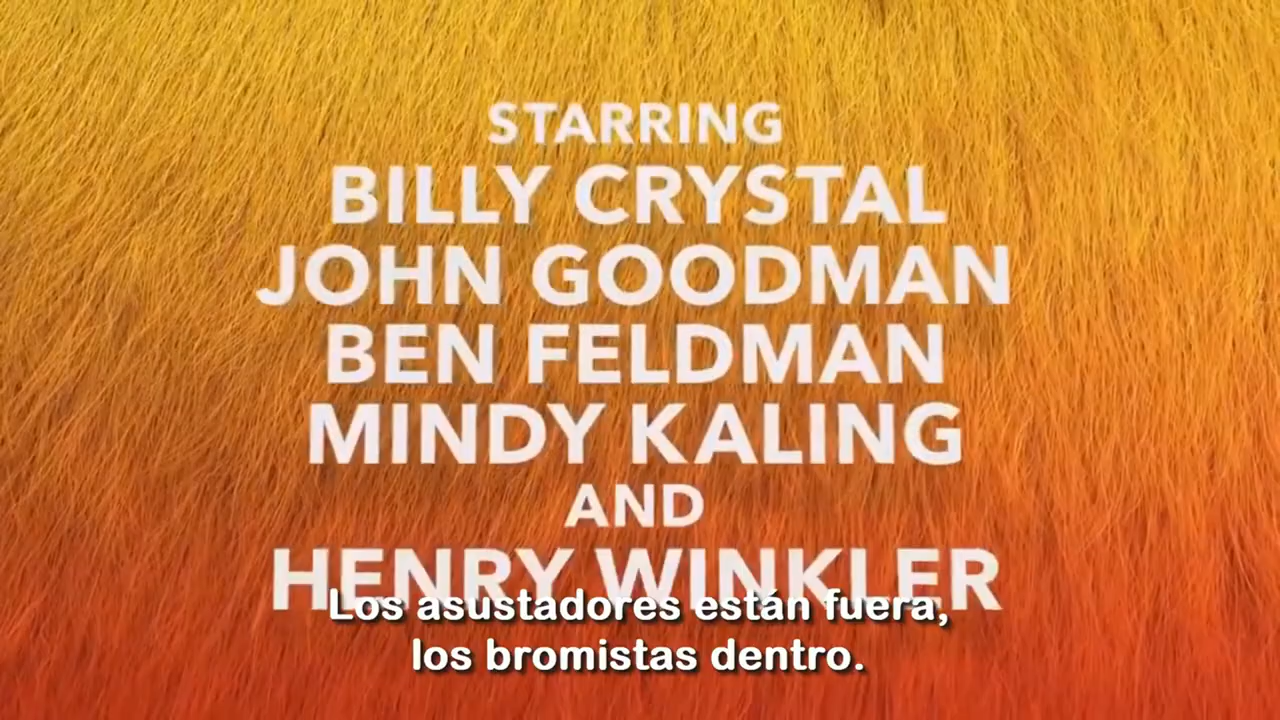 STARRING
BILLY CRYSTAL
JOHN GOODMAN
BEN FELDMAN
MINDY KALING
AND
HENRY WINKLER
Los asustadores están fuera,
los bromistas dentro.